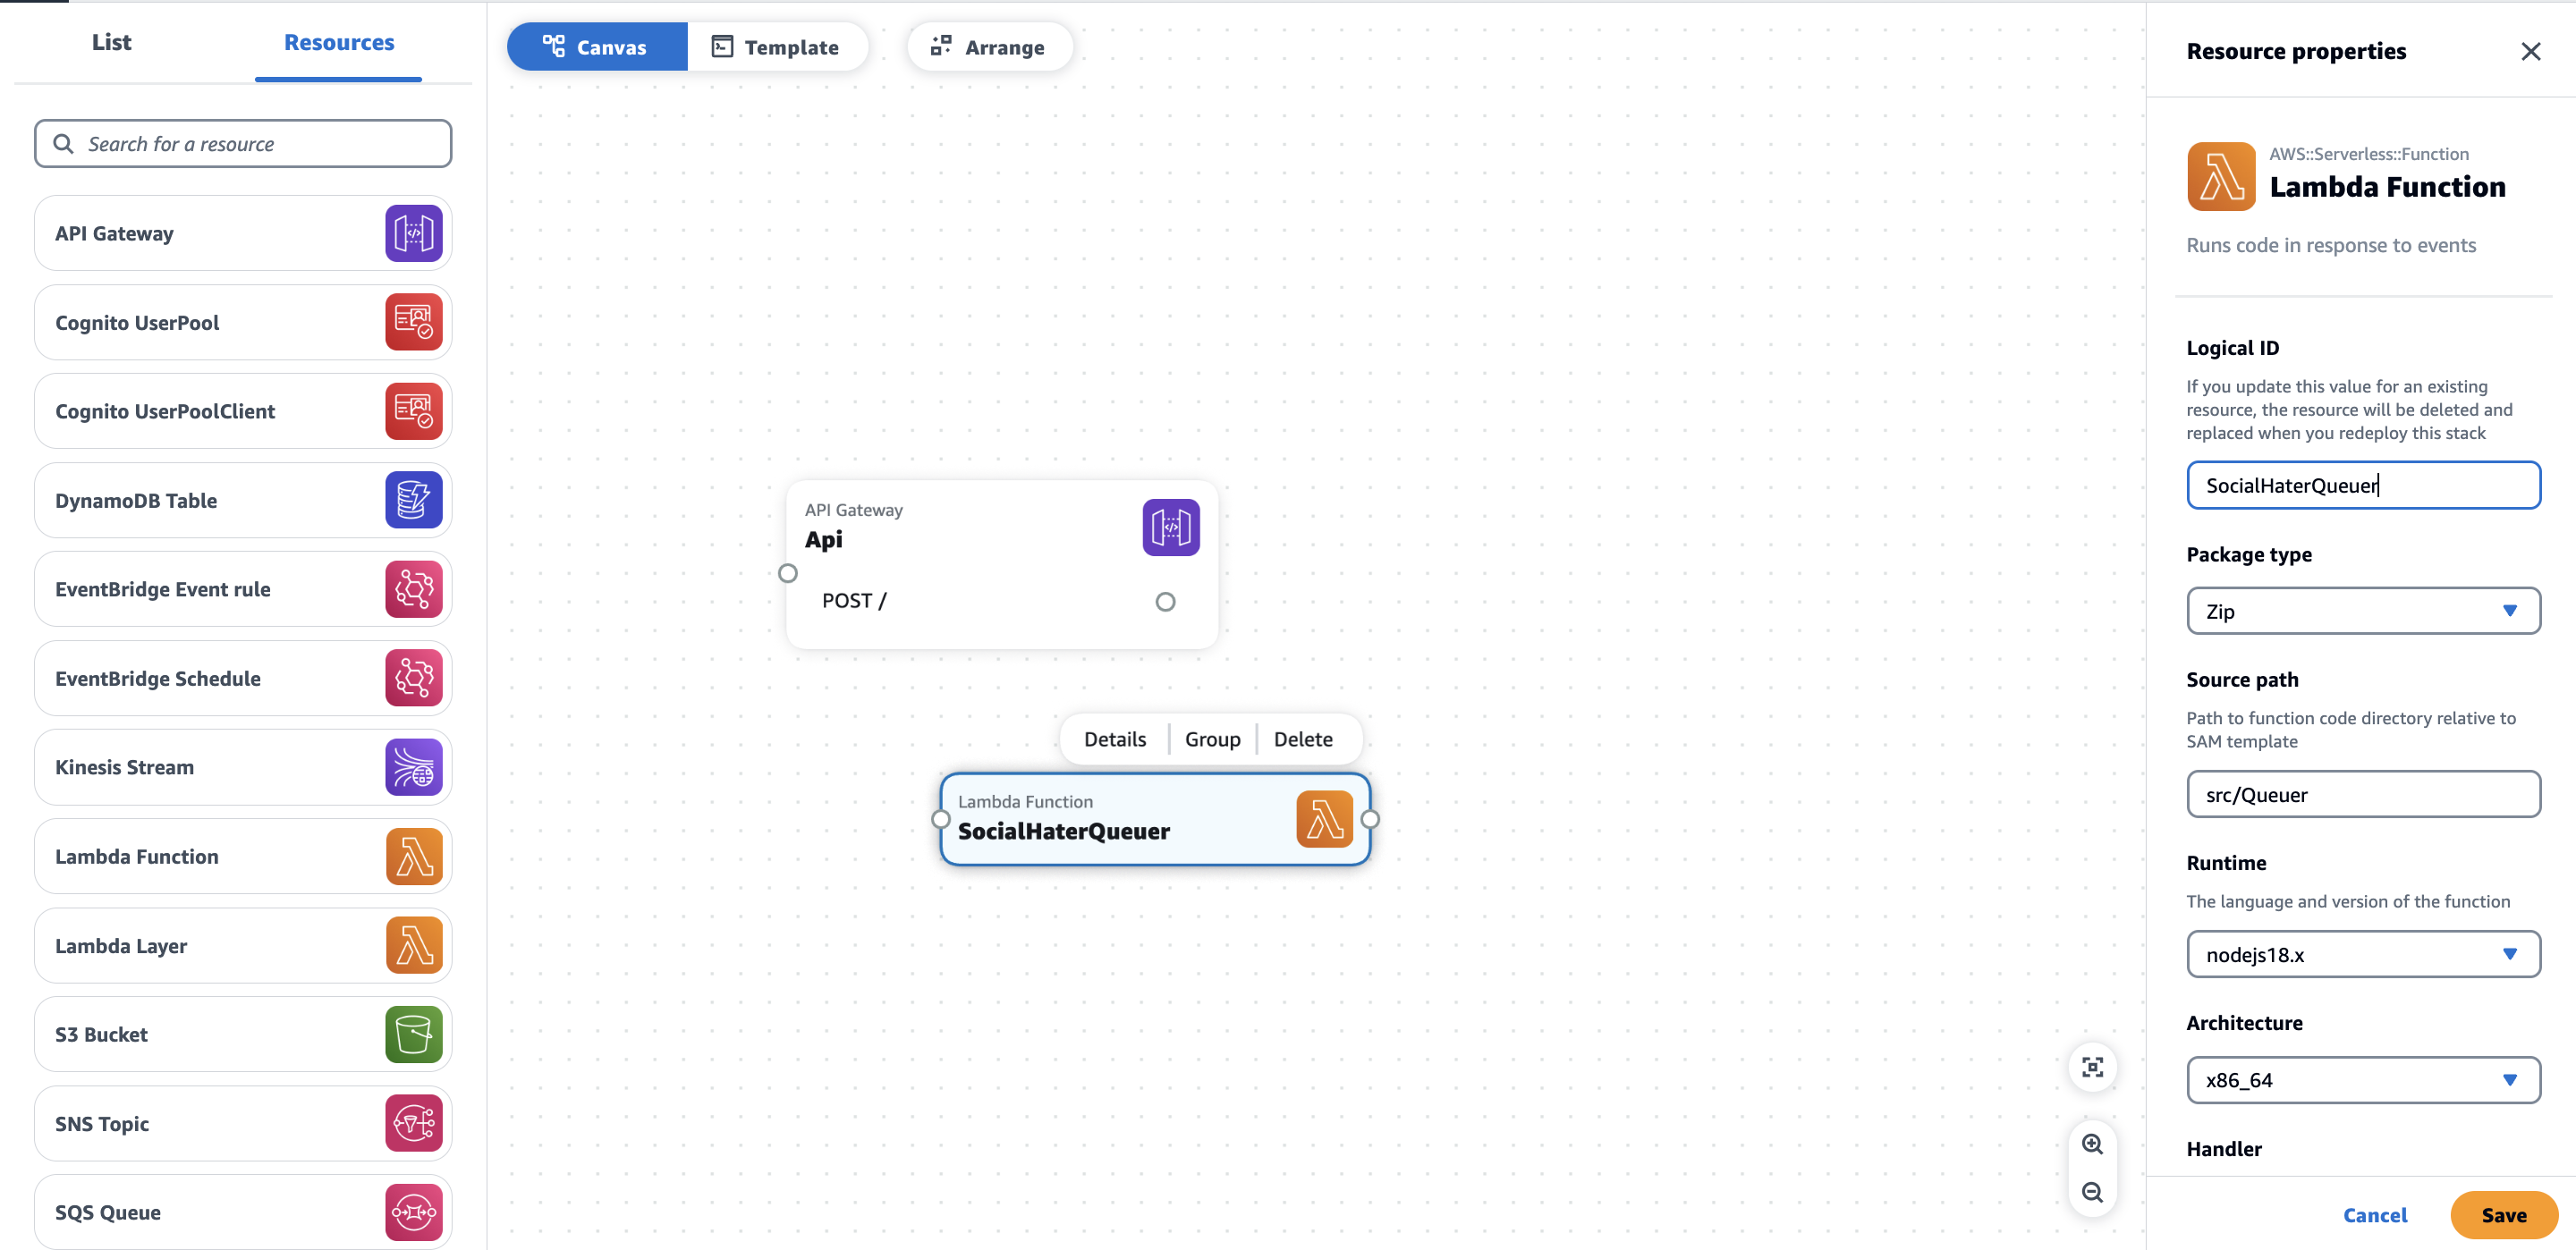 List
Resources
Search for a resource
API Gateway
Cognito UserPool
Cognito UserPoolClient
DynamoDB Table
EventBridge Event rule
EventBridge Schedule
Kinesis Stream
Lambda Function
Lambda Layer
S3 Bucket
SNS Topic
SQS Queue
Canvas
Template
Arrange
API Gateway
Api
POST /
Details
Group
Delete
Lambda Function
SocialHaterQueuer
Resource properties
AWS::Serverless::Function
Lambda Function
Runs code in response to events
Logical ID
If you update this value for an existing
resource, the resource will be deleted and
replaced when you redeploy this stack
SocialHaterQueuer
Package type
Zip
Source path
Path to function code directory relative to
SAM template
src/Queuer
Runtime
The language and version of the function
nodejs18.x
Architecture
x86_64
Handler
Cancel
Save